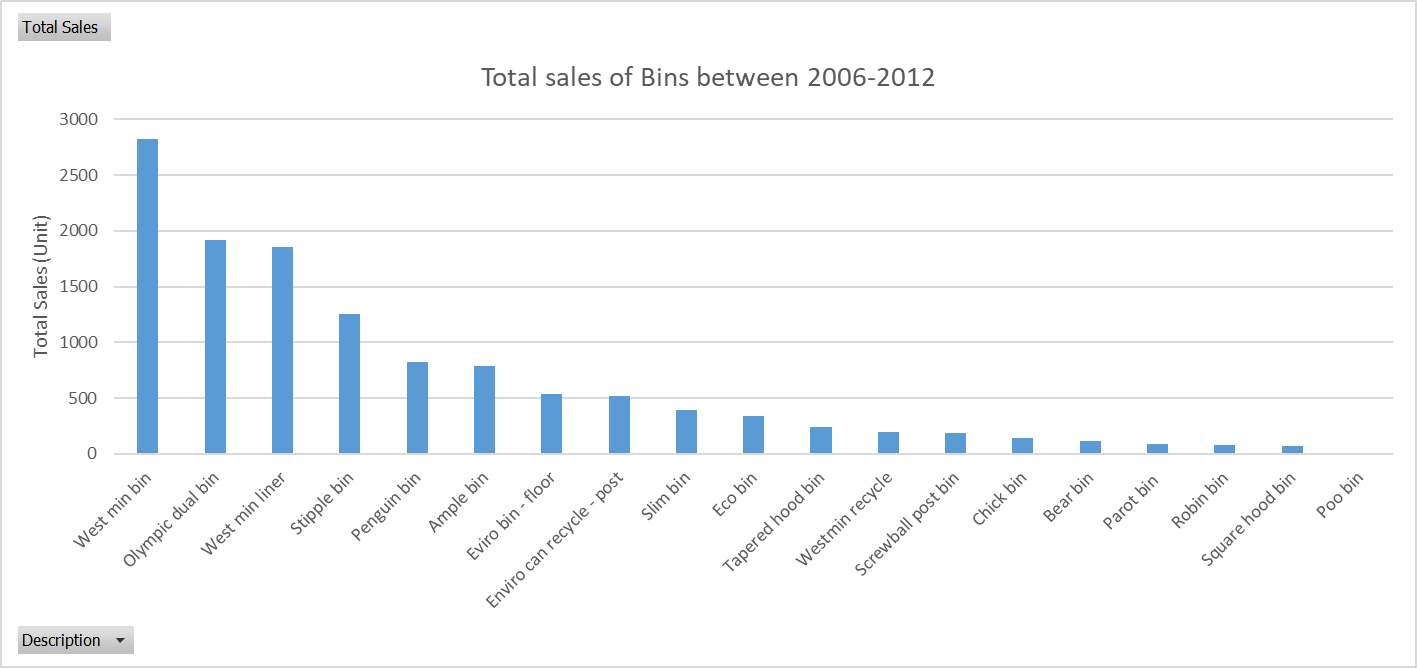 Total Sales
Total sales of Bins between 2006-2012
Total Sales (Unit)
3000
2500
2000
1500
1000
500
0
West min bin
Olympic dual bin
West min liner
Stipple bin
Penguin bin
Ample bin
Eviro bin - floor
Enviro can recycle - post
Slim bin
Eco bin
Tapered hood bin
Westmin recycle
Screwball post bin
Chick bin
Bear bin
Parot bin
Robin bin
Square hood bin
Poo bin
Description